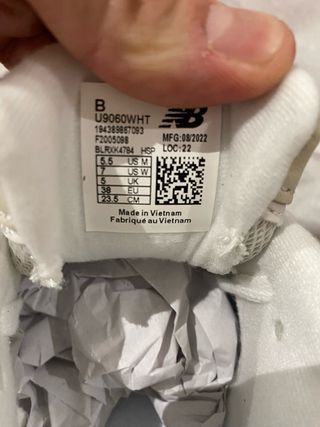 B
U9060WHT
194389867093
F2005098
BLRXK4784 HSP
MFG:08/2022
LOC:22
5.5 US M
7 US W
5 UK
38 EU
23.5 CM
Made in Vietnam
Fabriqué au Vietnam